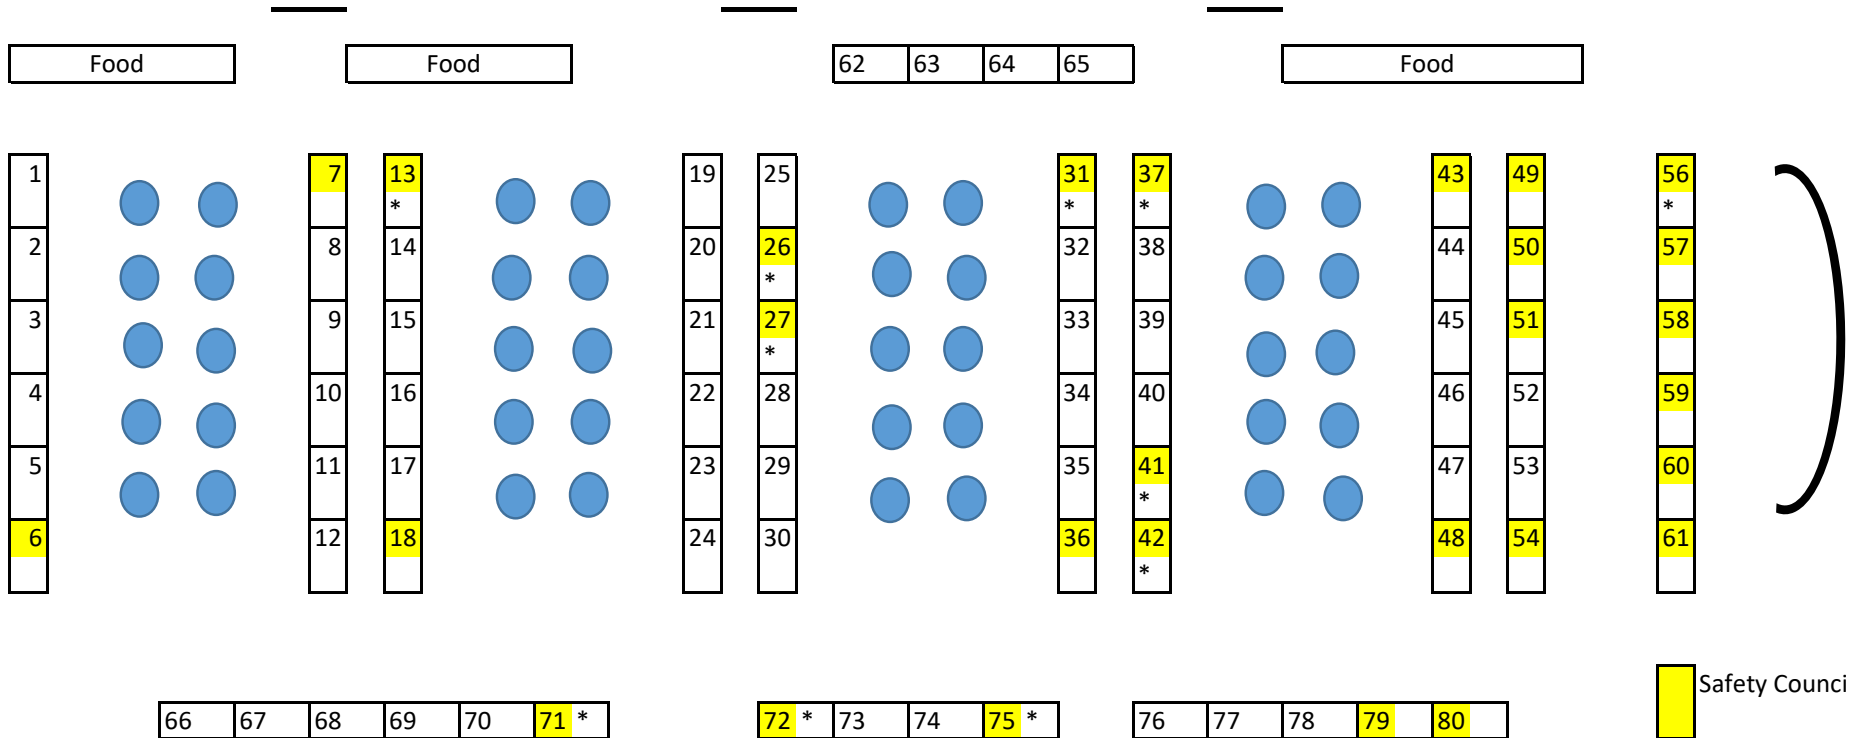 Food Food 62 63 64 65 Food
1 7 13 19 25 31 37 43 49 56
* * * *
2 8 14 20 26 32 38 44 50 57
*
3 9 15 21 27 33 39 45 51 58
*
4 10 16 22 28 34 40 46 52 59
5 11 17 23 29 35 41 47 53 60
*
6 12 18 24 30 36 42 48 54 61
*
Safety Counci
66 67 68 69 70 71 * 72 * 73 74 75 * 76 77 78 79 80